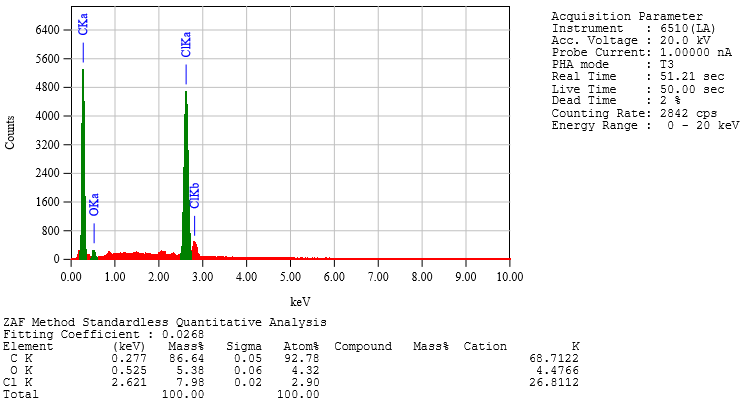 CKa
OKa
ClKa
ClKb
Counts
6400
5600
4800
4000
3200
2400
1600
800
0
0.00 1.00 2.00 3.00 4.00 5.00 6.00 7.00 8.00 9.00 10.00
keV
Acquisition Parameter
Instrument : 6510(LA)
Acc. Voltage : 20.0 kV
Probe Current: 1.00000 nA
PHA mode : T3
Real Time : 51.21 sec
Live Time : 50.00 sec
Dead Time : 2 %
Counting Rate: 2842 cps
Energy Range : 0 - 20 keV
ZAF Method Standardless Quantitative Analysis
Fitting Coefficient : 0.0268
Element (keV) Mass% Sigma Atom% Compound Mass% Cation K
C K 0.277 86.64 0.05 92.78 68.7122
O K 0.525 5.38 0.06 4.32 4.4766
Cl K 2.621 7.98 0.02 2.90 26.8112
Total 100.00 100.00